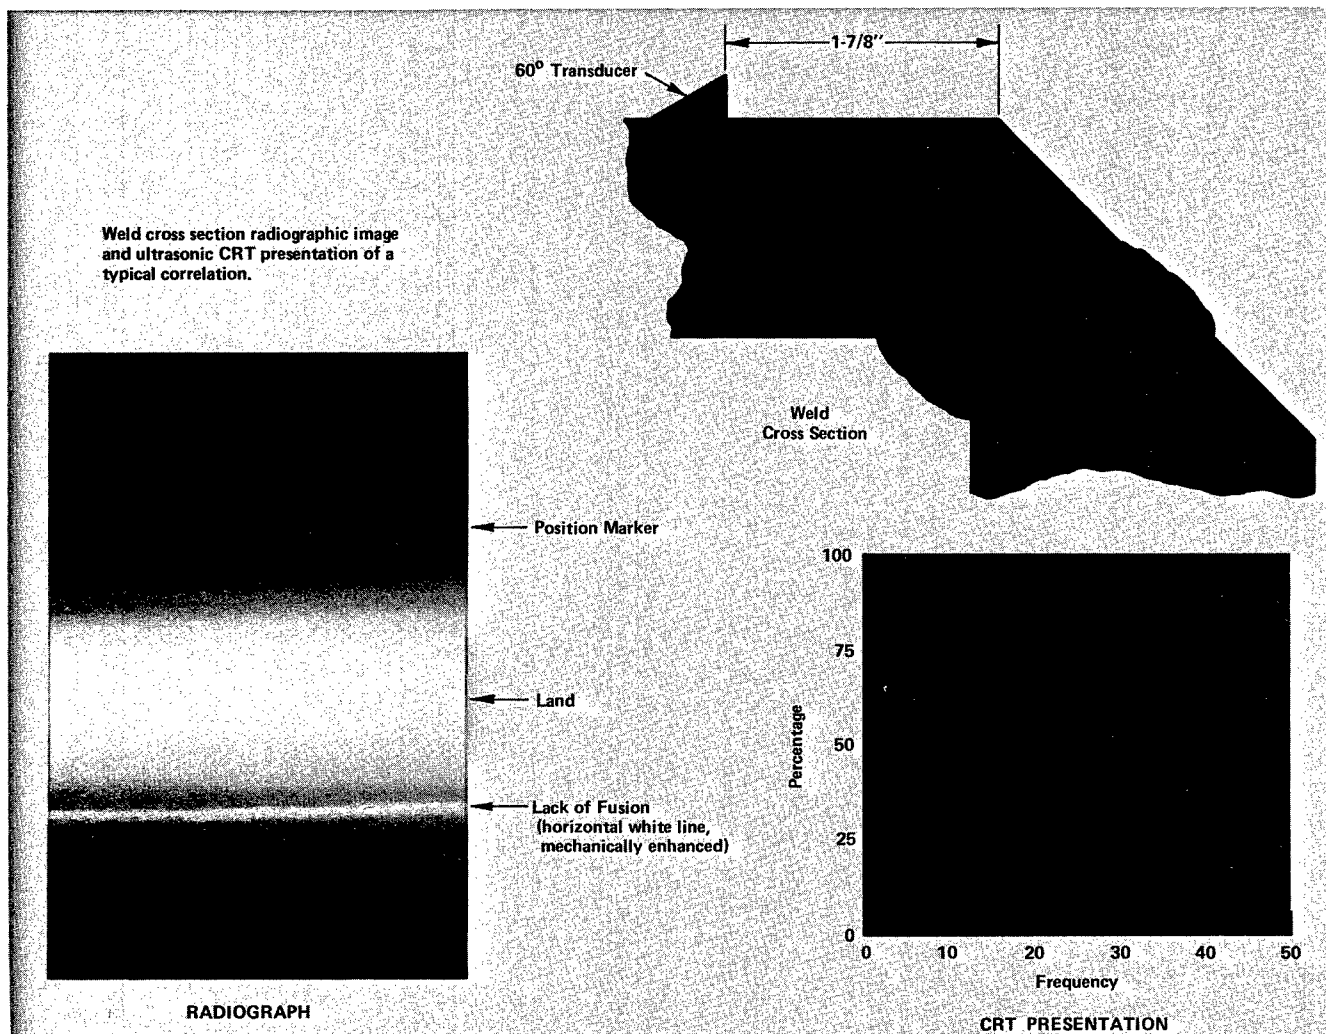 1-7/8"
60° Transducer
Weld cross section radiographic image
and ultrasonic CRT presentation of a
typical correlation.
Weld
Cross Section
Position Marker
Land
Lack of Fusion
(horizontal white line,
mechanically enhanced)
RADIOGRAPH
100
75
50
25
0
Percentage
0 10 20 30 40 50
Frequency
CRT PRESENTATION